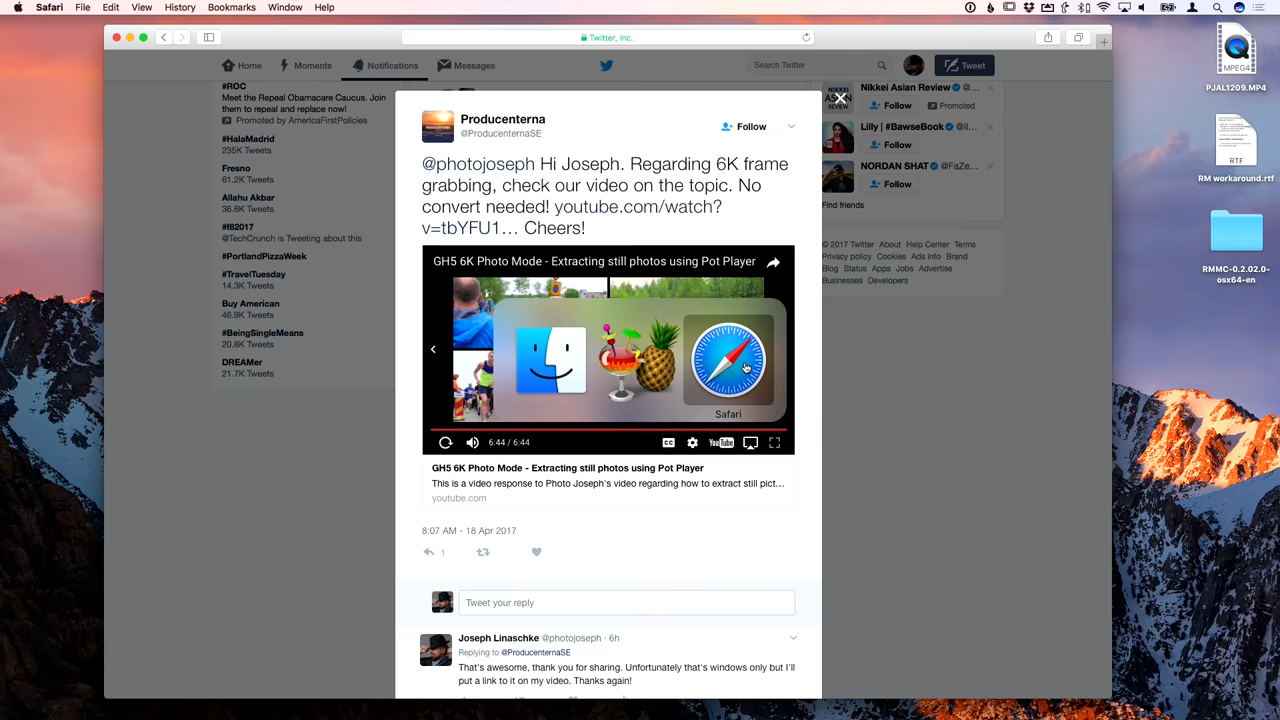 Safari File Edit View History Bookmarks Window Help
Twitter, Inc.
Home Moments Notifications Messages Search Twitter Tweet
#ROC
Meet the Repeal Obamacare Caucus. Join
them to repeal and replace now!
Promoted by AmericaFirstPolicies
#HalaMadrid
235K Tweets
Fresno
61.2K Tweets
Allahu Akbar
36.6K Tweets
#f82017
@TechCrunch is Tweeting about this
#PortlandPizzaWeek
#TravelTuesday
14.3K Tweets
Buy American
46.9K Tweets
#BeingSingleMeans
20.8K Tweets
DREAMer
21.7K Tweets
Producenterna
@ProducenternaSE
Follow
@photojoseph Hi Joseph. Regarding 6K frame
grabbing, check our video on the topic. No
convert needed! youtube.com/watch?
v=tbYFU1… Cheers!
GH5 6K Photo Mode - Extracting still photos using Pot Player
Safari
6:44 / 6:44
CC
YouTube
GH5 6K Photo Mode - Extracting still photos using Pot Player
This is a video response to Photo Joseph's video regarding how to extract still pict…
youtube.com
8:07 AM - 18 Apr 2017
1
Tweet your reply
Joseph Linaschke @photojoseph · 6h
Replying to @ProducenternaSE
That's awesome, thank you for sharing. Unfortunately that's windows only but I'll
put a link to it on my video. Thanks again!
Nikkei Asian Review @…
ASIAN
REVIEW
Follow Promoted
Lilly | #BawseBook @i…
Follow
NORDAN SHAT @FaZe…
Follow
Find friends
© 2017 Twitter About Help Center Terms
Privacy policy Cookies Ads info Brand
Blog Status Apps Jobs Advertise
Businesses Developers
MPEG4
PJAL1209.MP4
RTF
RM workaround.rtf
RMMC-0.2.02.0-
osx64-en